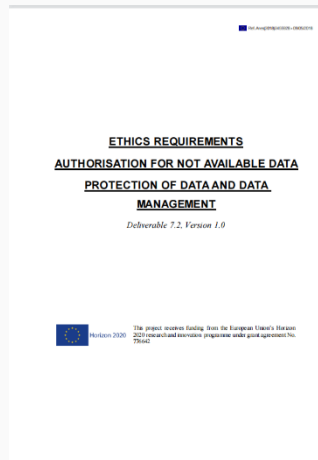 ETHICS REQUIREMENTS
AUTHORISATION FOR NOT AVAILABLE DATA
PROTECTION OF DATA AND DATA
MANAGEMENT
Deliverable 7.2, Version 1.0
Horizon 2020
This project receives funding from the European Union's Horizon
2020 research and innovation programme under grant agreement No.
776642